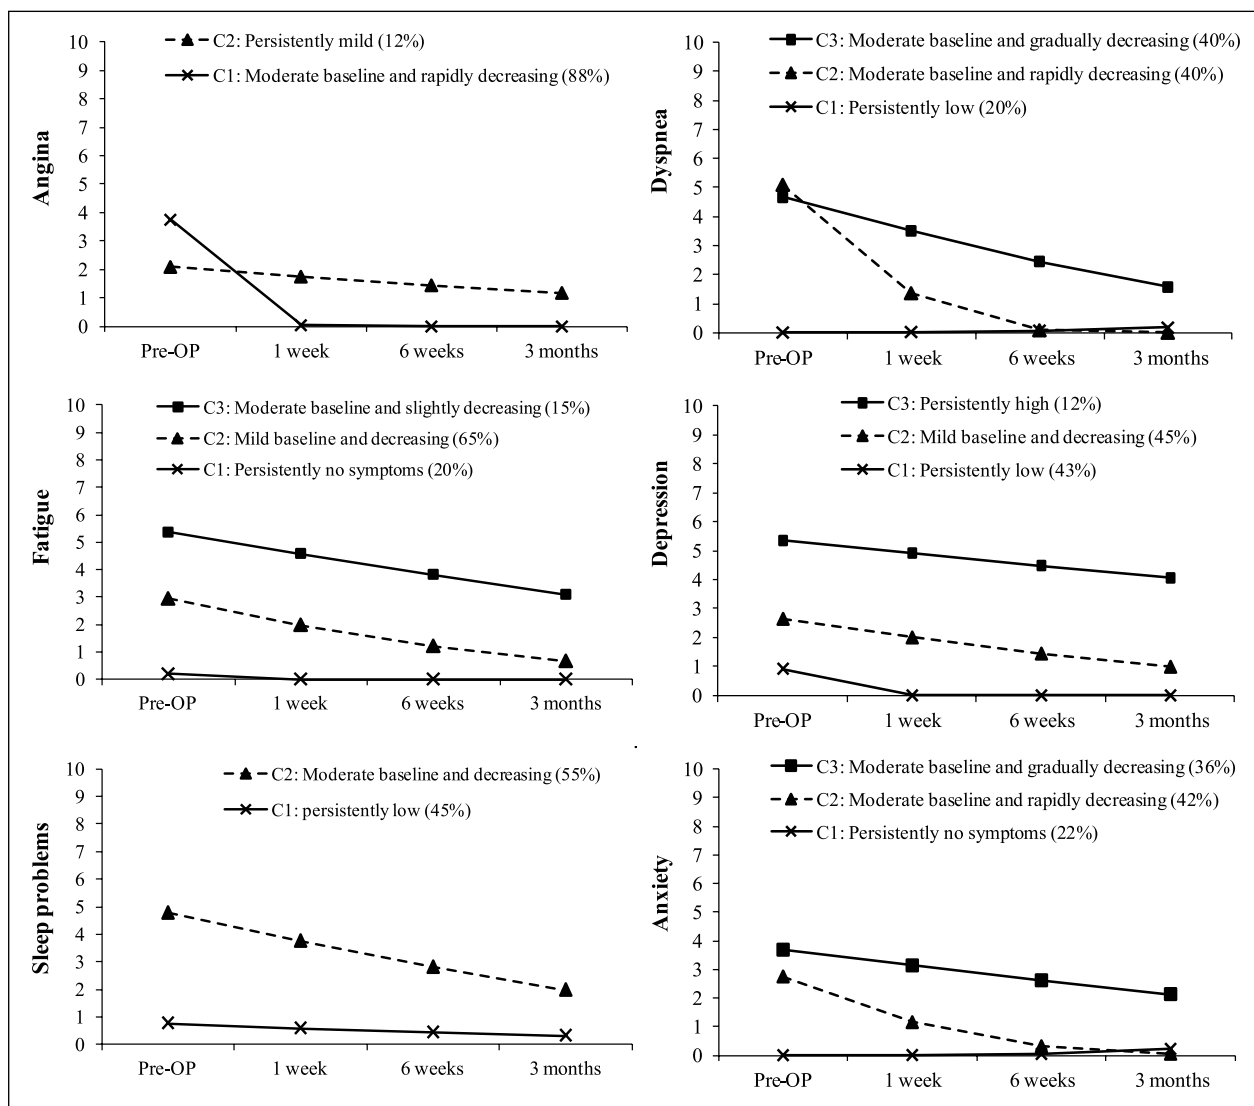 Angina
C2: Persistently mild (12%)
C1: Moderate baseline and rapidly decreasing (88%)
10
9
8
7
6
5
4
3
2
1
0
Pre-OP 1 week 6 weeks 3 months
Dyspnea
C3: Moderate baseline and gradually decreasing (40%)
C2: Moderate baseline and rapidly decreasing (40%)
C1: Persistently low (20%)
10
9
8
7
6
5
4
3
2
1
0
Pre-OP 1 week 6 weeks 3 months
Fatigue
C3: Moderate baseline and slightly decreasing (15%)
C2: Mild baseline and decreasing (65%)
C1: Persistently no symptoms (20%)
10
9
8
7
6
5
4
3
2
1
0
Pre-OP 1 week 6 weeks 3 months
Depression
C3: Persistently high (12%)
C2: Mild baseline and decreasing (45%)
C1: Persistently low (43%)
10
9
8
7
6
5
4
3
2
1
0
Pre-OP 1 week 6 weeks 3 months
Sleep problems
C2: Moderate baseline and decreasing (55%)
C1: persistently low (45%)
10
9
8
7
6
5
4
3
2
1
0
Pre-OP 1 week 6 weeks 3 months
Anxiety
C3: Moderate baseline and gradually decreasing (36%)
C2: Moderate baseline and rapidly decreasing (42%)
C1: Persistently no symptoms (22%)
10
9
8
7
6
5
4
3
2
1
0
Pre-OP 1 week 6 weeks 3 months